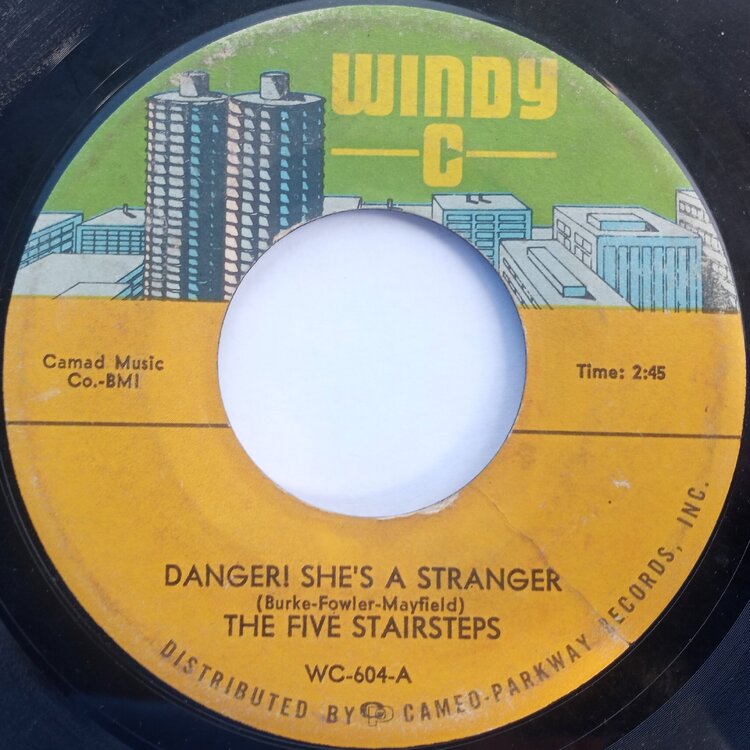 WINDY
C
Camad Music
Co.-BMI
Time: 2:45
DANGER! SHE'S A STRANGER
(Burke-Fowler-Mayfield)
THE FIVE STAIRSTEPS
WC-604-A
DISTRIBUTED BY CP CAMEO-PARKWAY RECORDS, INC.